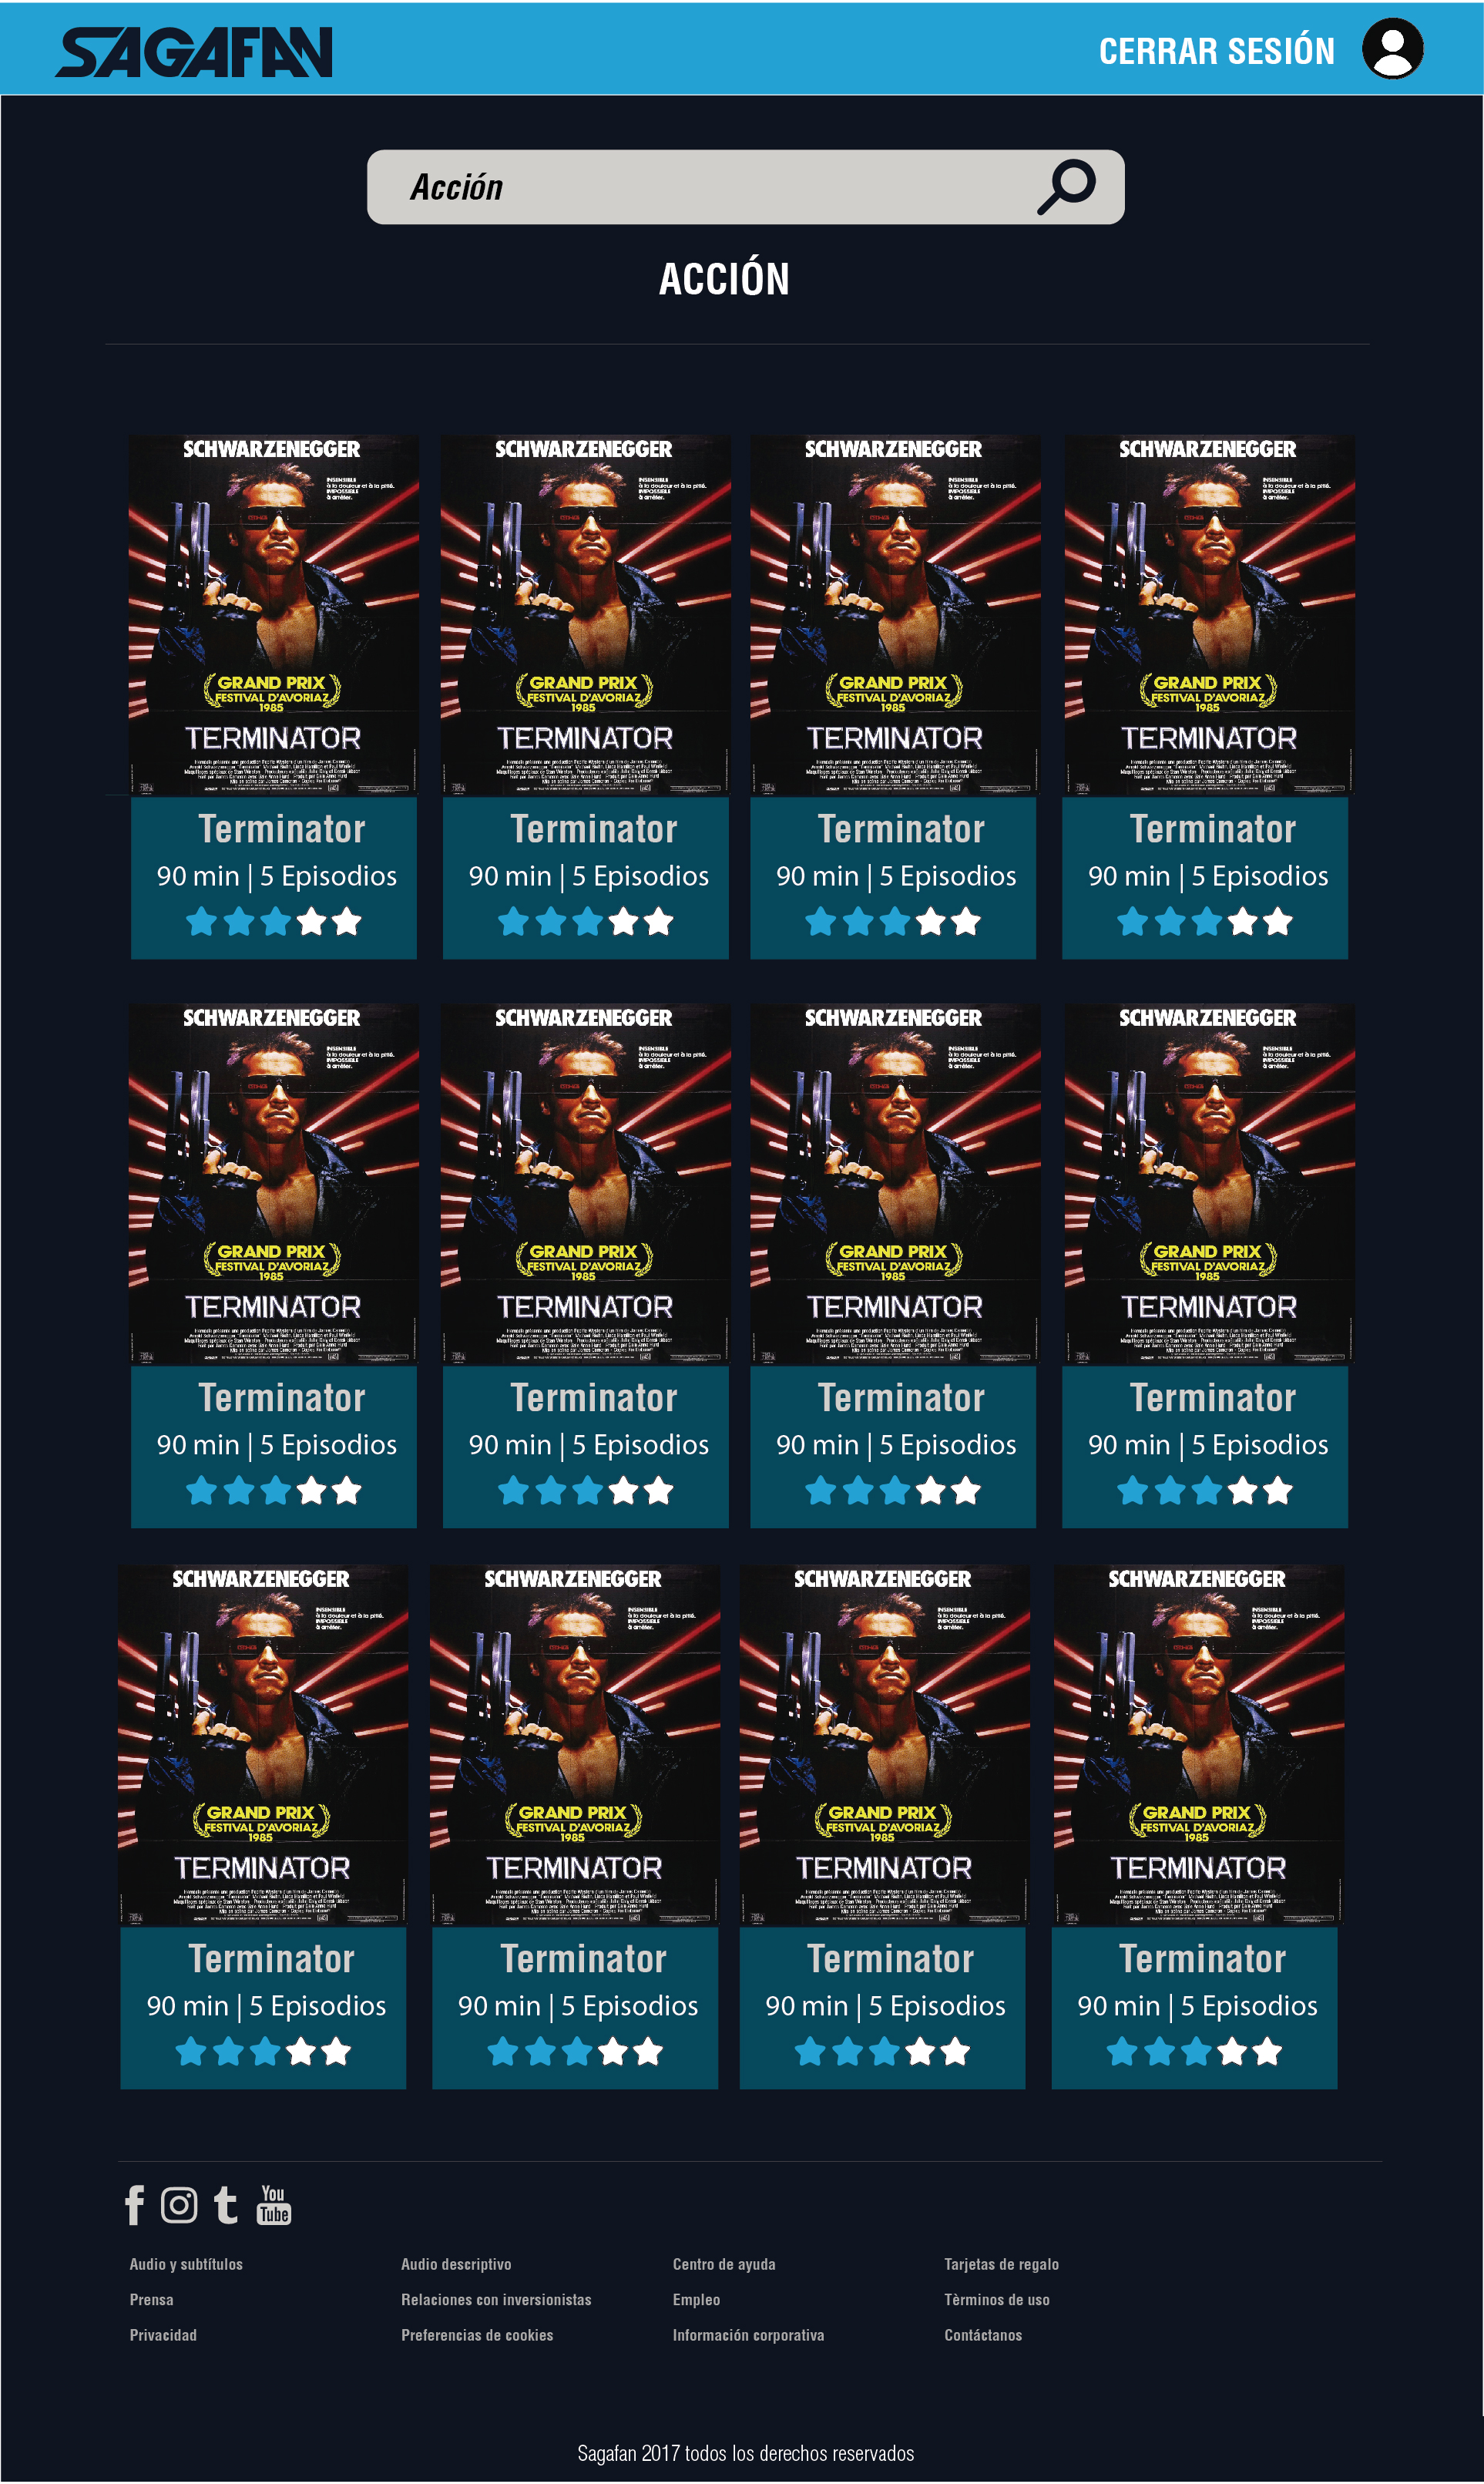 SAGAFAN
CERRAR SESIÓN
Acción
ACCIÓN
SCHWARZENEGGER SCHWARZENEGGER SCHWARZENEGGER SCHWARZENEGGER
INSENSIBLE INSENSIBLE INSENSIBLE INSENSIBLE
à la douleur et à la pitié. à la douleur et à la pitié. à la douleur et à la pitié. à la douleur et à la pitié.
IMPOSSIBLE IMPOSSIBLE IMPOSSIBLE IMPOSSIBLE
à arrêter. à arrêter. à arrêter. à arrêter.
GRAND PRIX GRAND PRIX GRAND PRIX GRAND PRIX
FESTIVAL D'AVORIAZ FESTIVAL D'AVORIAZ FESTIVAL D'AVORIAZ FESTIVAL D'AVORIAZ
1985 1985 1985 1985
TERMINATOR TERMINATOR TERMINATOR TERMINATOR
Terminator Terminator Terminator Terminator
90 min | 5 Episodios 90 min | 5 Episodios 90 min | 5 Episodios 90 min | 5 Episodios
SCHWARZENEGGER SCHWARZENEGGER SCHWARZENEGGER SCHWARZENEGGER
INSENSIBLE INSENSIBLE INSENSIBLE INSENSIBLE
à la douleur et à la pitié. à la douleur et à la pitié. à la douleur et à la pitié. à la douleur et à la pitié.
IMPOSSIBLE IMPOSSIBLE IMPOSSIBLE IMPOSSIBLE
à arrêter. à arrêter. à arrêter. à arrêter.
GRAND PRIX GRAND PRIX GRAND PRIX GRAND PRIX
FESTIVAL D'AVORIAZ FESTIVAL D'AVORIAZ FESTIVAL D'AVORIAZ FESTIVAL D'AVORIAZ
1985 1985 1985 1985
TERMINATOR TERMINATOR TERMINATOR TERMINATOR
Terminator Terminator Terminator Terminator
90 min | 5 Episodios 90 min | 5 Episodios 90 min | 5 Episodios 90 min | 5 Episodios
SCHWARZENEGGER SCHWARZENEGGER SCHWARZENEGGER SCHWARZENEGGER
INSENSIBLE INSENSIBLE INSENSIBLE INSENSIBLE
à la douleur et à la pitié. à la douleur et à la pitié. à la douleur et à la pitié. à la douleur et à la pitié.
IMPOSSIBLE IMPOSSIBLE IMPOSSIBLE IMPOSSIBLE
à arrêter. à arrêter. à arrêter. à arrêter.
GRAND PRIX GRAND PRIX GRAND PRIX GRAND PRIX
FESTIVAL D'AVORIAZ FESTIVAL D'AVORIAZ FESTIVAL D'AVORIAZ FESTIVAL D'AVORIAZ
1985 1985 1985 1985
TERMINATOR TERMINATOR TERMINATOR TERMINATOR
Terminator Terminator Terminator Terminator
90 min | 5 Episodios 90 min | 5 Episodios 90 min | 5 Episodios 90 min | 5 Episodios
You
Tube
Audio y subtítulos Audio descriptivo Centro de ayuda Tarjetas de regalo
Prensa Relaciones con inversionistas Empleo Tèrminos de uso
Privacidad Preferencias de cookies Información corporativa Contáctanos
Sagafan 2017 todos los derechos reservados